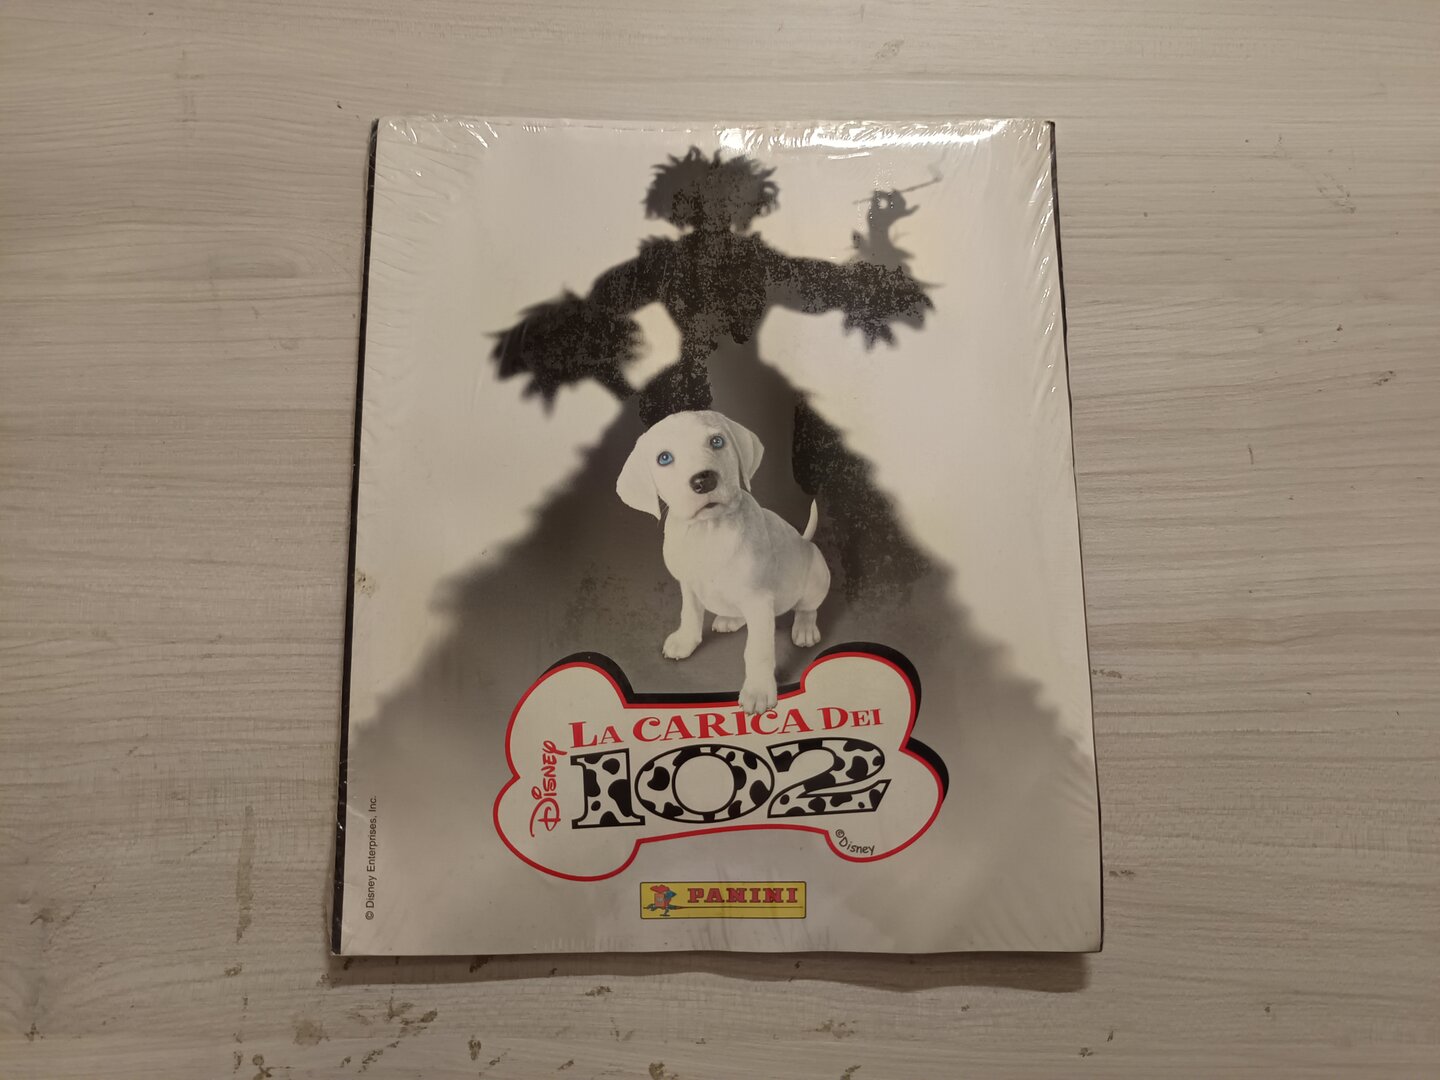 LA CARICA DEI
DISNEY
102
©Disney
© Disney Enterprises, Inc.
PANINI